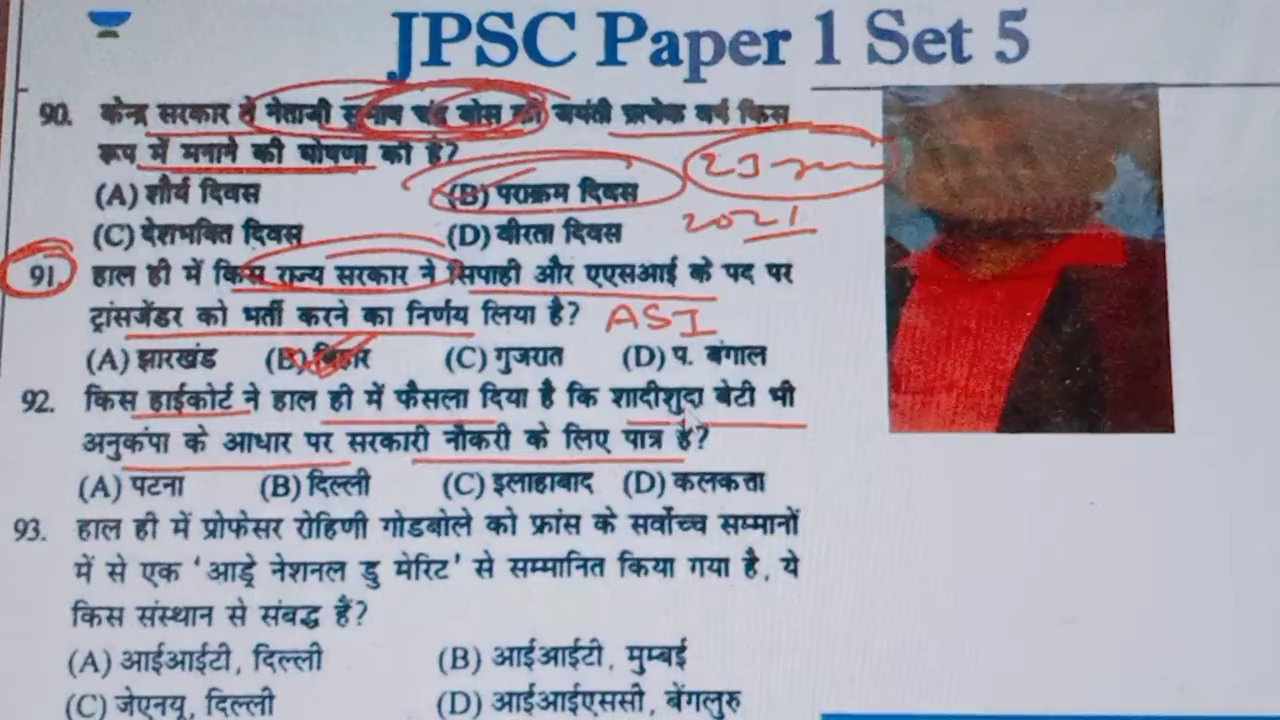 JPSC Paper 1 Set 5
90. केन्द्र सरकार ने नेताजी सुभाष चंद्र बोस की जयंती प्रत्येक वर्ष किस
रूप में मनाने की घोषणा की है?
(A) शौर्य दिवस (B) पराक्रम दिवस
23
(C) देशभक्ति दिवस (D) वीरता दिवस
2021
91. हाल ही में किस राज्य सरकार ने सिपाही और एएसआई के पद पर
ट्रांसजेंडर को भर्ती करने का निर्णय लिया है? ASI
(A) झारखंड (B) बिहार (C) गुजरात (D) प. बंगाल
92. किस हाईकोर्ट ने हाल ही में फैसला दिया है कि शादीशुदा बेटी भी
अनुकंपा के आधार पर सरकारी नौकरी के लिए पात्र है?
(A) पटना (B) दिल्ली (C) इलाहाबाद (D) कलकत्ता
93. हाल ही में प्रोफेसर रोहिणी गोडबोले को फ्रांस के सर्वोच्च सम्मानों
में से एक 'आर्ड्रे नेशनल डु मेरिट' से सम्मानित किया गया है, ये
किस संस्थान से संबद्ध हैं?
(A) आईआईटी, दिल्ली (B) आईआईटी, मुम्बई
(C) जेएनयू, दिल्ली (D) आईआईएससी, बेंगलुरु